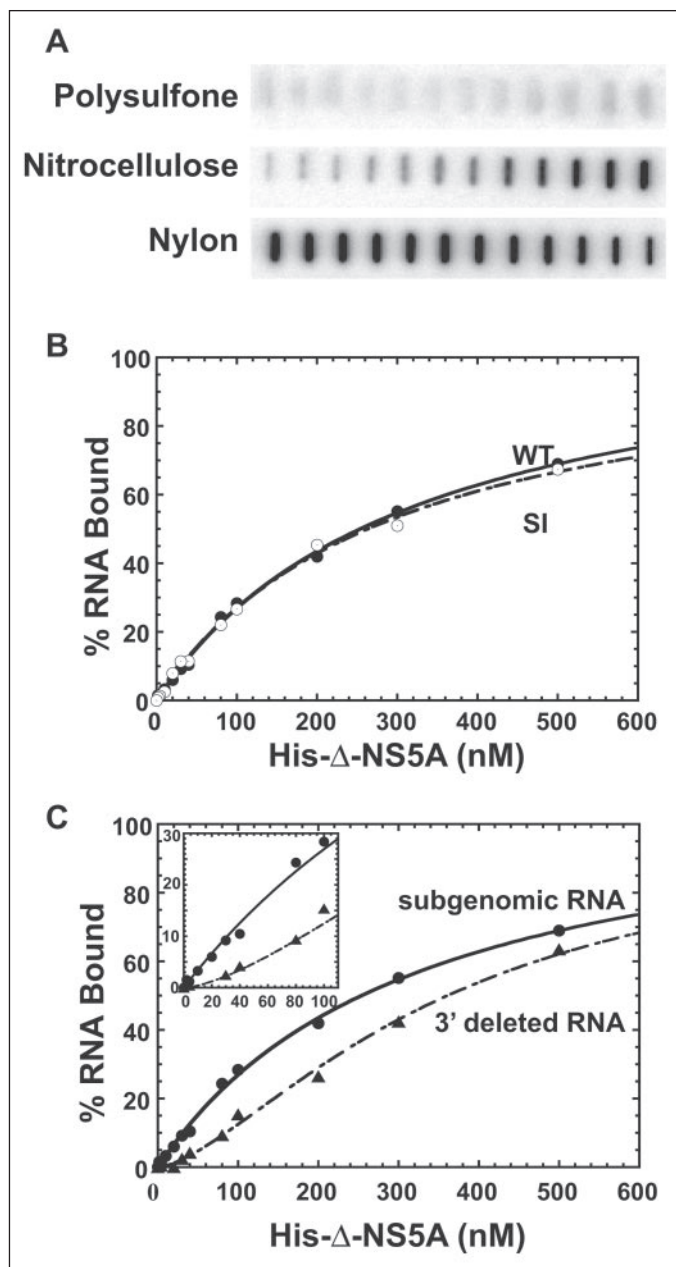 A
Polysulfone
Nitrocellulose
Nylon
B
100
80
60
40
20
0
% RNA Bound
WT
SI
0 100 200 300 400 500 600
His-Δ-NS5A (nM)
C
100
80
60
40
20
0
% RNA Bound
30
20
10
0
0 20 40 60 80 100
subgenomic RNA
3' deleted RNA
0 100 200 300 400 500 600
His-Δ-NS5A (nM)